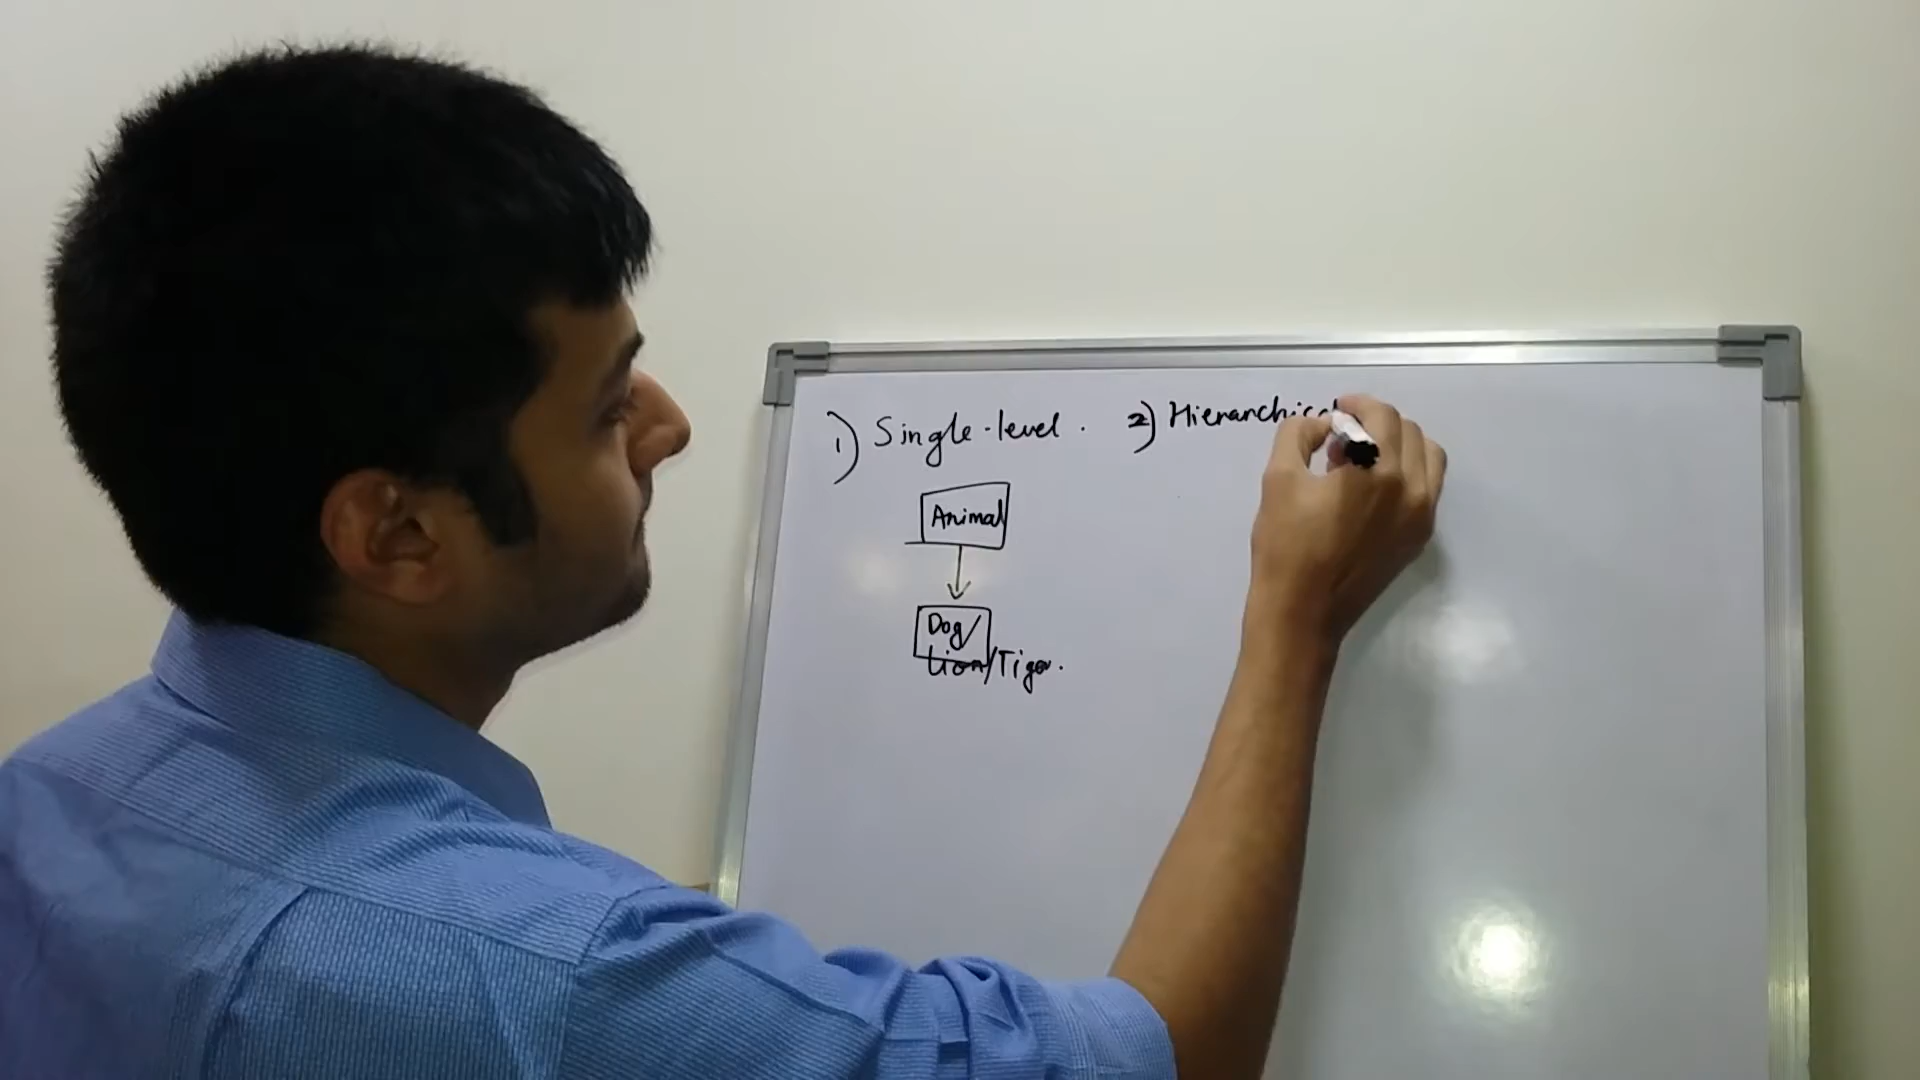 1) Single-level. 2) Hierarchical
Animal
Dog/
Lion/Tiger.